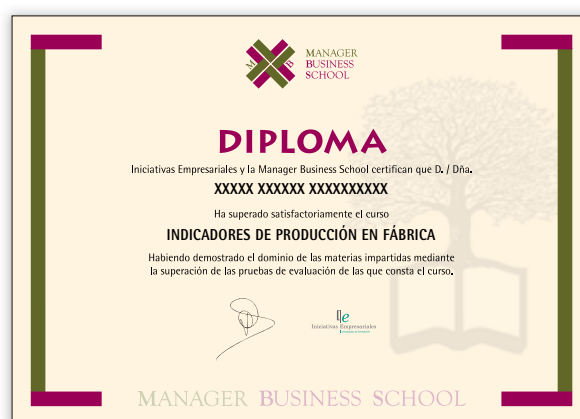 M B
MANAGER
BUSINESS
SCHOOL
DIPLOMA
Iniciativas Empresariales y la Manager Business School certifican que D. / Dña.
XXXXX XXXXXX XXXXXXXXXX
Ha superado satisfactoriamente el curso
INDICADORES DE PRODUCCIÓN EN FÁBRICA
Habiendo demostrado el dominio de las materias impartidas mediante
la superación de las pruebas de evaluación de las que consta el curso.
Iniciativas Empresariales
MANAGER BUSINESS SCHOOL